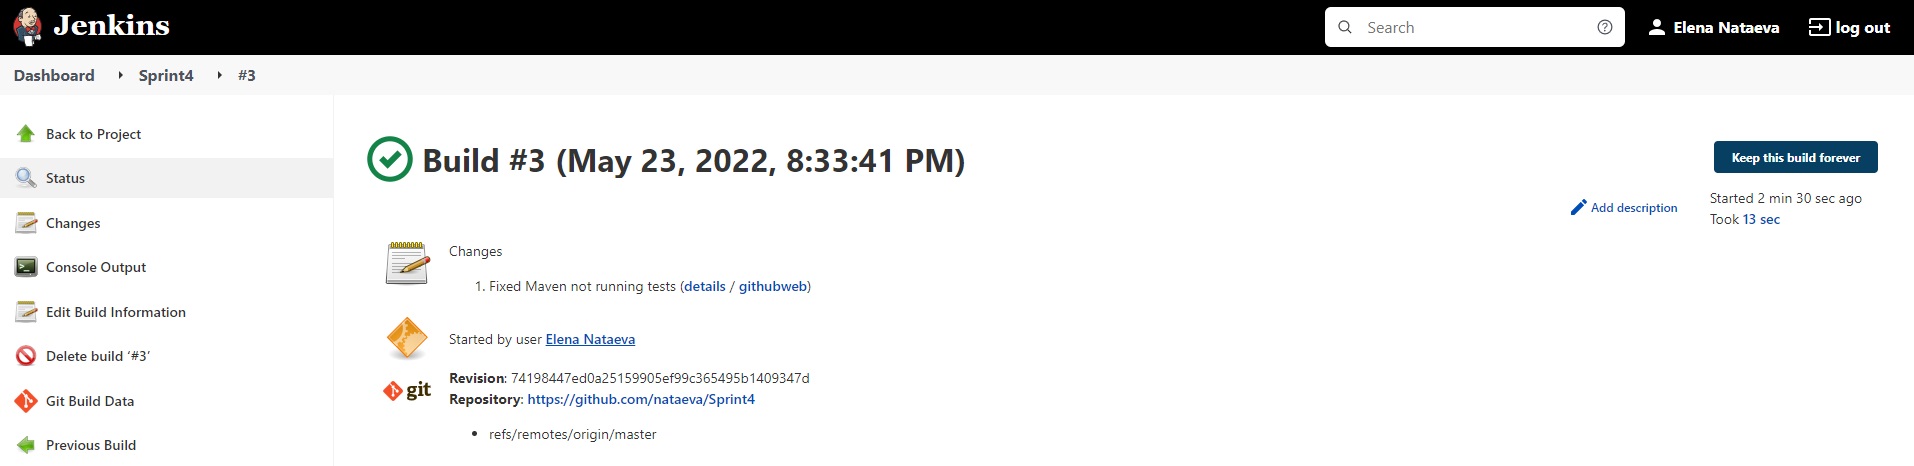 Jenkins
Search
Elena Nataeva
log out
Dashboard Sprint4 #3
Back to Project
Status
Changes
Console Output
Edit Build Information
Delete build ‘#3’
Git Build Data
Previous Build
Build #3 (May 23, 2022, 8:33:41 PM)
Keep this build forever
Add description
Started 2 min 30 sec ago
Took 13 sec
Changes
1. Fixed Maven not running tests (details / githubweb)
Started by user Elena Nataeva
git
Revision: 74198447ed0a25159905ef99c365495b1409347d
Repository: https://github.com/nataeva/Sprint4
• refs/remotes/origin/master